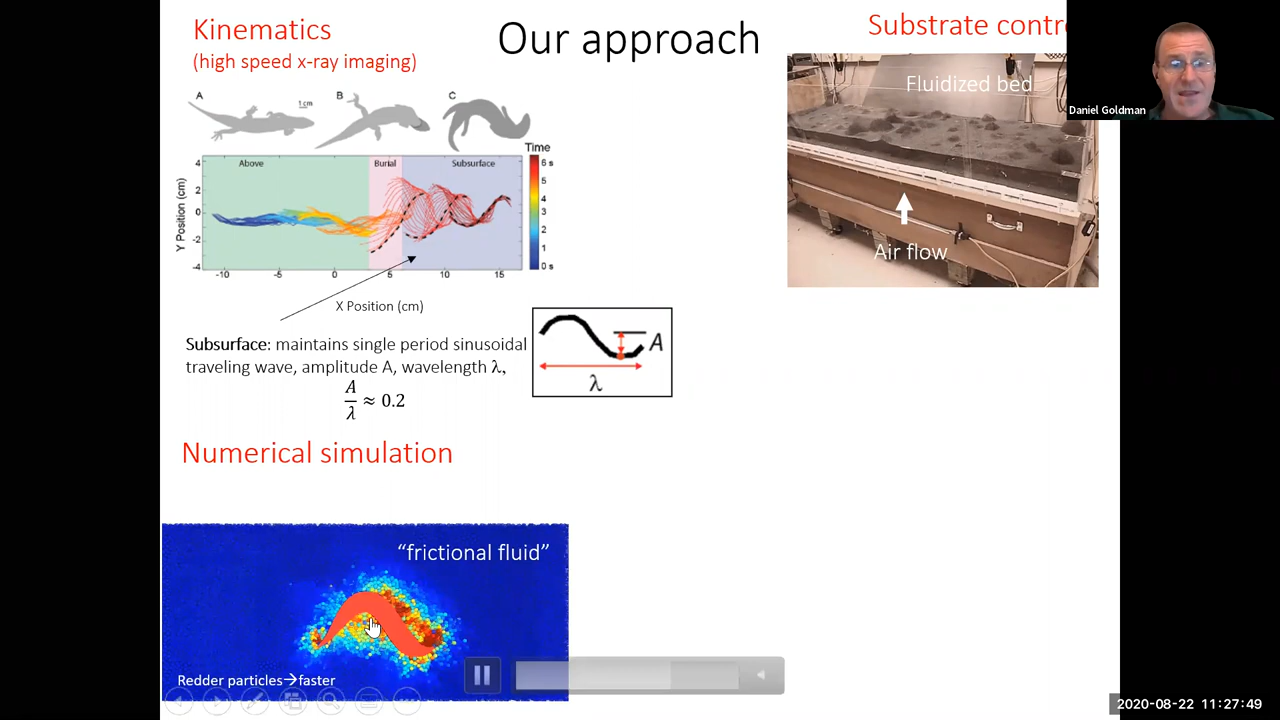 Our approach
Kinematics
(high speed x-ray imaging)
A
B
C
1 cm
Time
Above
Burial
Subsurface
Y Position (cm)
4
2
0
-2
-4
-10
-5
0
5
10
15
6 s
5
4
3
2
1
0 s
X Position (cm)
Subsurface: maintains single period sinusoidal
traveling wave, amplitude A, wavelength λ,
A/λ ≈ 0.2
A
λ
Numerical simulation
“frictional fluid”
Redder particles→faster
Substrate contro
Fluidized bed
Air flow
Daniel Goldman
2020-08-22 11:27:49